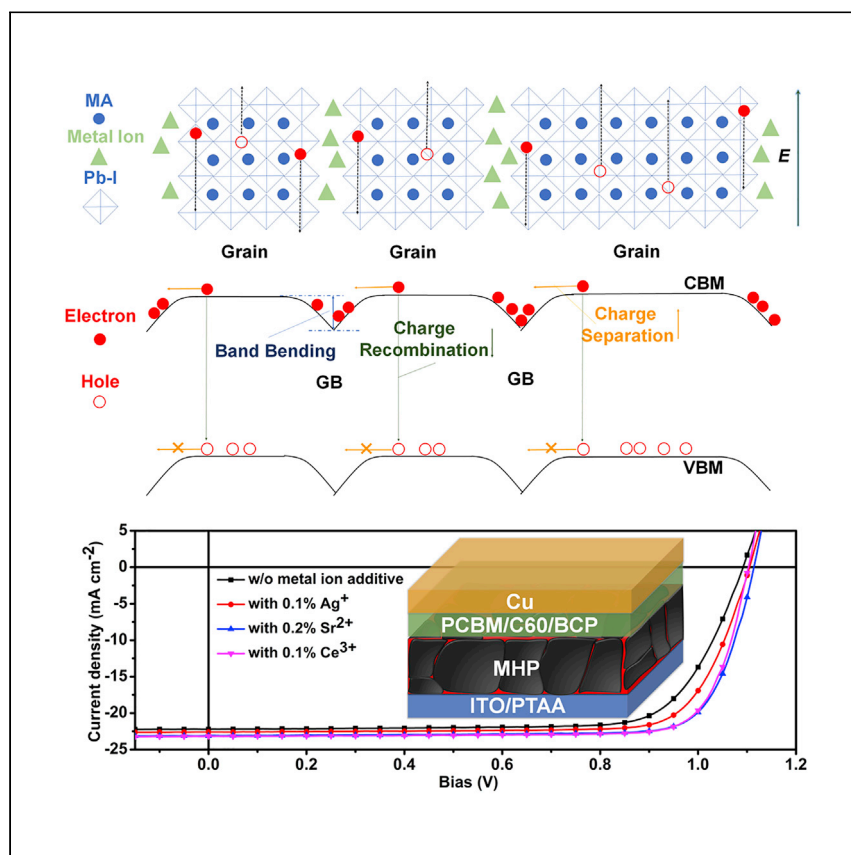 MA
Metal Ion
Pb-I
E
Grain Grain Grain
CBM
Electron
Band Bending
Charge
Recombination
Charge
Separation
GB GB
Hole
VBM
w/o metal ion additive
with 0.1% Ag⁺
with 0.2% Sr²⁺
with 0.1% Ce³⁺
Cu
PCBM/C60/BCP
MHP
ITO/PTAA
Current density (mA cm⁻²)
5
0
-5
-10
-15
-20
-25
0.0 0.2 0.4 0.6 0.8 1.0 1.2
Bias (V)